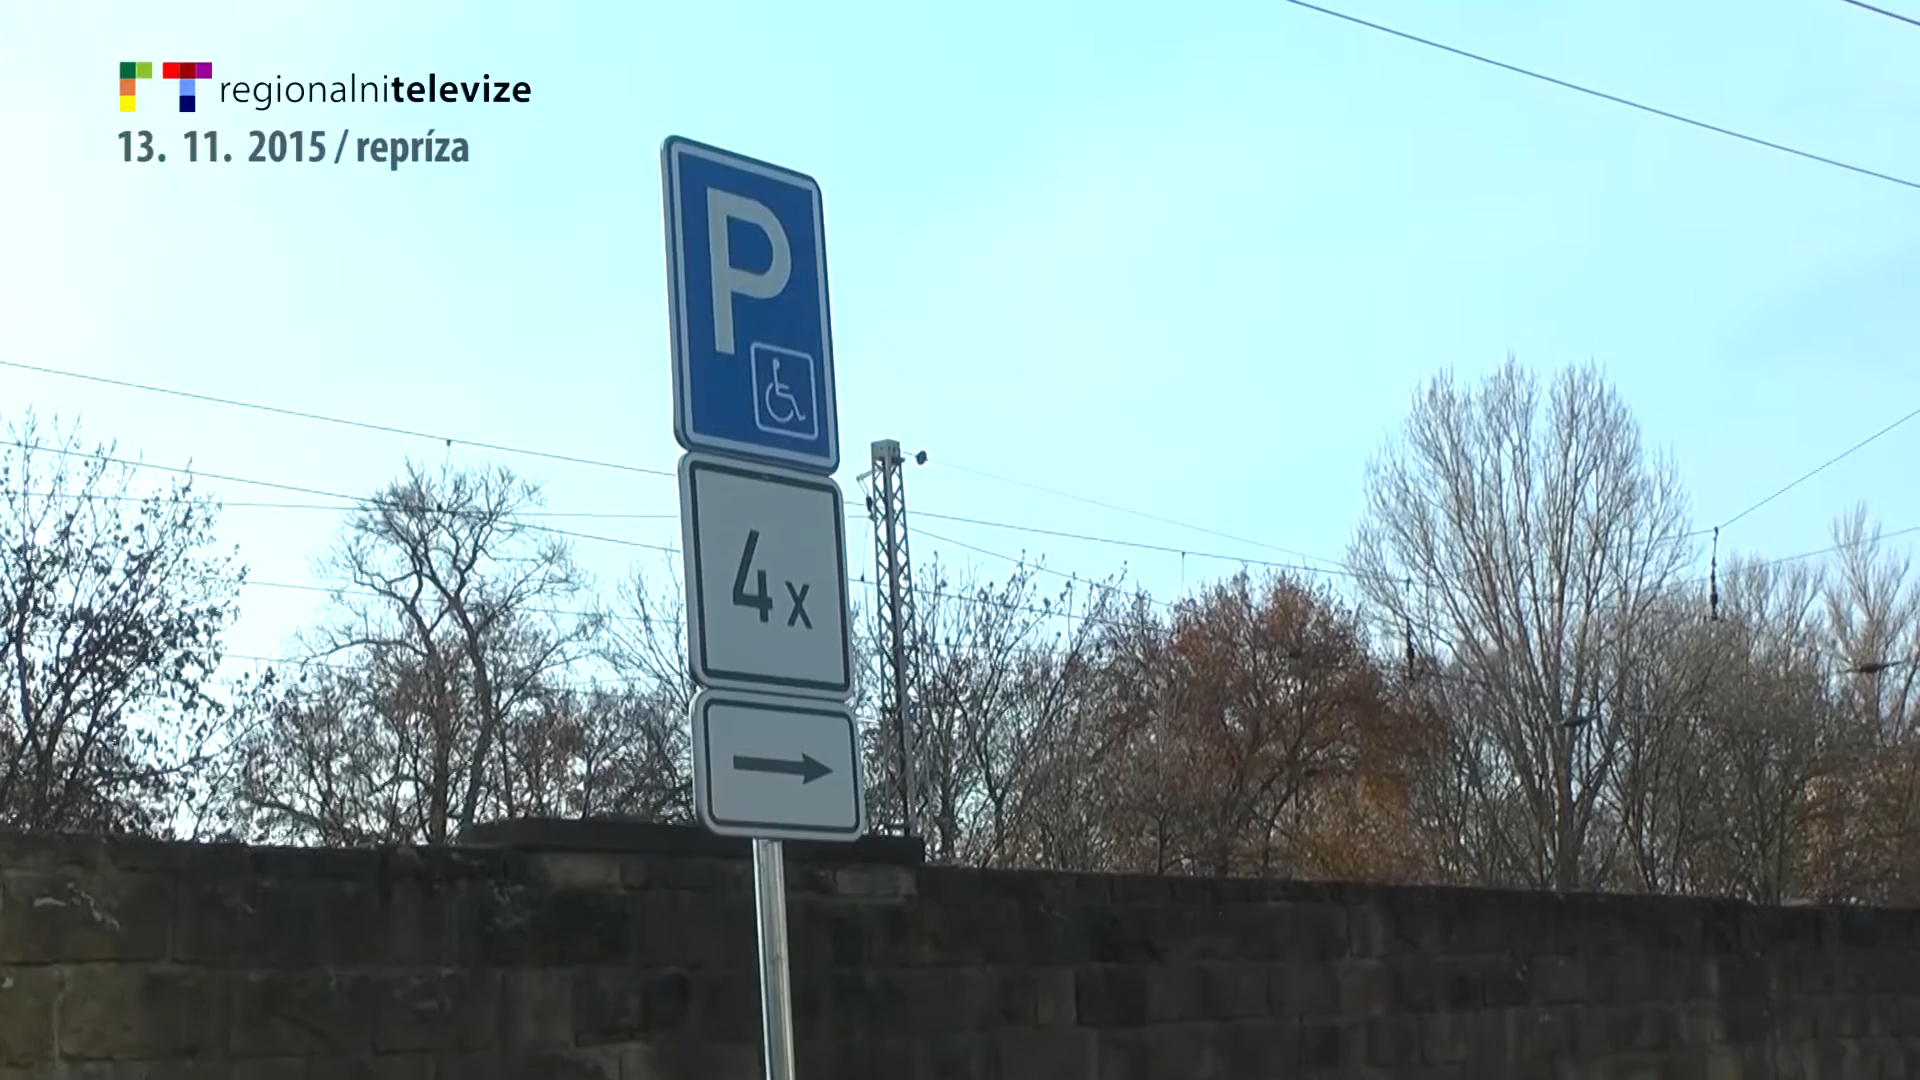 regionalnitelevize
13. 11. 2015 / repríza
P
4x